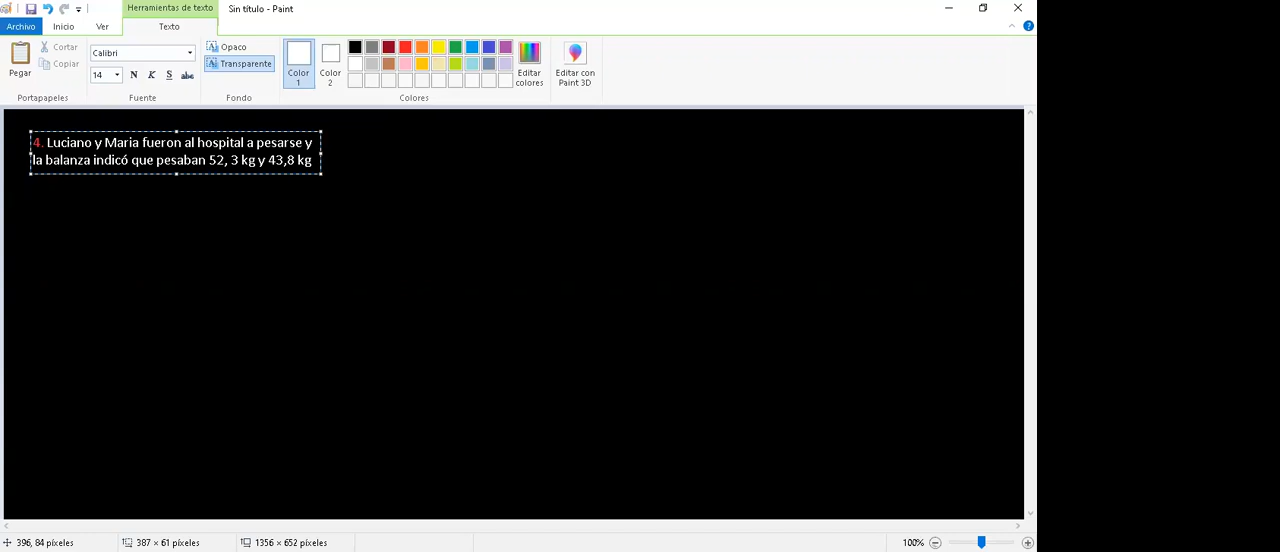 Herramientas de texto
Sin título - Paint
Archivo Inicio Ver Texto
Pegar
Cortar
Copiar
Portapapeles
Calibri
14 N K S abc
Fuente
Opaco
Transparente
Fondo
Color 1
Color 2
Editar colores
Colores
Editar con Paint 3D
4. Luciano y Maria fueron al hospital a pesarse y
la balanza indicó que pesaban 52, 3 kg y 43,8 kg
396, 84 píxeles 387 × 61 píxeles 1356 × 652 píxeles 100%